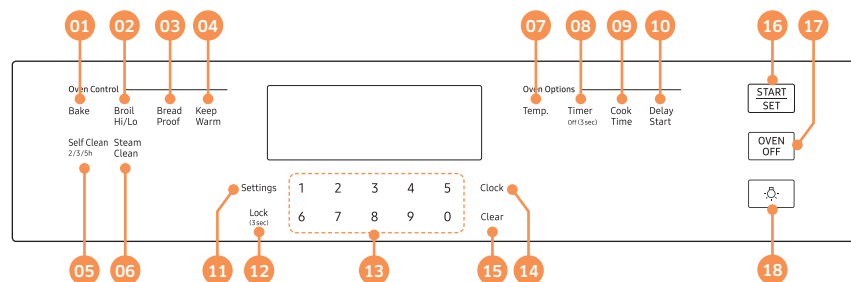 01 02 03 04 07 08 09 10 16 17
Oven Control Oven Options
Bake Broil Bread Keep Temp. Timer Cook Delay START
Hi/Lo Proof Warm Off (3 sec) Time Start SET
Self Clean Steam OVEN
2/3/5h Clean OFF
Settings 1 2 3 4 5 Clock
Lock 6 7 8 9 0 Clear
(3 sec)
05 06 11 12 13 15 14 18